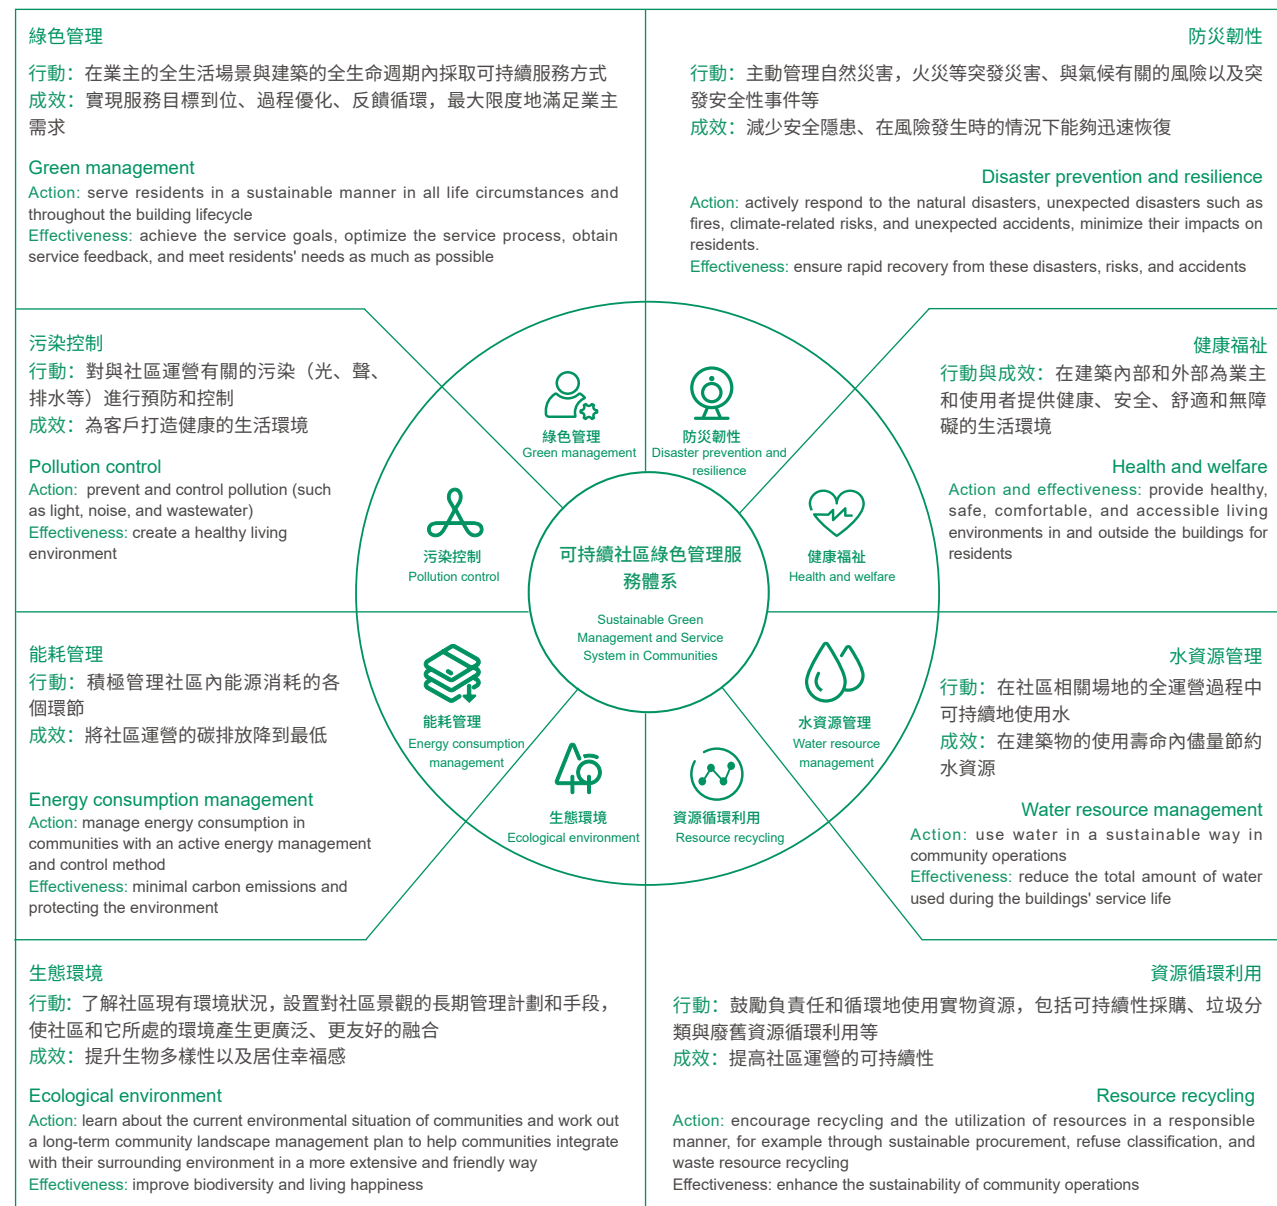 綠色管理
行動：在業主的全生活場景與建築的全生命週期內採取可持續服務方式
成效：實現服務目標到位、過程優化、反饋循環，最大限度地滿足業主
需求
Green management
Action: serve residents in a sustainable manner in all life circumstances and
throughout the building lifecycle
Effectiveness: achieve the service goals, optimize the service process, obtain
service feedback, and meet residents' needs as much as possible
防災韌性
行動：主動管理自然災害，火災等突發災害、與氣候有關的風險以及突
發安全性事件等
成效：減少安全隱患、在風險發生時的情況下能夠迅速恢復
Disaster prevention and resilience
Action: actively respond to the natural disasters, unexpected disasters such as
fires, climate-related risks, and unexpected accidents, minimize their impacts on
residents.
Effectiveness: ensure rapid recovery from these disasters, risks, and accidents
污染控制
行動：對與社區運營有關的污染（光、聲、
排水等）進行預防和控制
成效：為客戶打造健康的生活環境
Pollution control
Action: prevent and control pollution (such
as light, noise, and wastewater)
Effectiveness: create a healthy living
environment
健康福祉
行動與成效：在建築內部和外部為業主
和使用者提供健康、安全、舒適和無障
礙的生活環境
Health and welfare
Action and effectiveness: provide healthy,
safe, comfortable, and accessible living
environments in and outside the buildings for
residents
綠色管理
Green management
防災韌性
Disaster prevention and
resilience
污染控制
Pollution control
可持續社區綠色管理服
務體系
Sustainable Green
Management and Service
System in Communities
健康福祉
Health and welfare
能耗管理
Energy consumption
management
水資源管理
Water resource
management
生態環境
Ecological environment
資源循環利用
Resource recycling
能耗管理
行動：積極管理社區內能源消耗的各
個環節
成效：將社區運營的碳排放降到最低
Energy consumption management
Action: manage energy consumption in
communities with an active energy management
and control method
Effectiveness: minimal carbon emissions and
protecting the environment
水資源管理
行動：在社區相關場地的全運營過程中
可持續地使用水
成效：在建築物的使用壽命內儘量節約
水資源
Water resource management
Action: use water in a sustainable way in
community operations
Effectiveness: reduce the total amount of water
used during the buildings' service life
生態環境
行動：了解社區現有環境狀況，設置對社區景觀的長期管理計劃和手段，
使社區和它所處的環境產生更廣泛、更友好的融合
成效：提升生物多樣性以及居住幸福感
Ecological environment
Action: learn about the current environmental situation of communities and work out
a long-term community landscape management plan to help communities integrate
with their surrounding environment in a more extensive and friendly way
Effectiveness: improve biodiversity and living happiness
資源循環利用
行動：鼓勵負責任和循環地使用實物資源，包括可持續性採購、垃圾分
類與廢舊資源循環利用等
成效：提高社區運營的可持續性
Resource recycling
Action: encourage recycling and the utilization of resources in a responsible
manner, for example through sustainable procurement, refuse classification, and
waste resource recycling
Effectiveness: enhance the sustainability of community operations